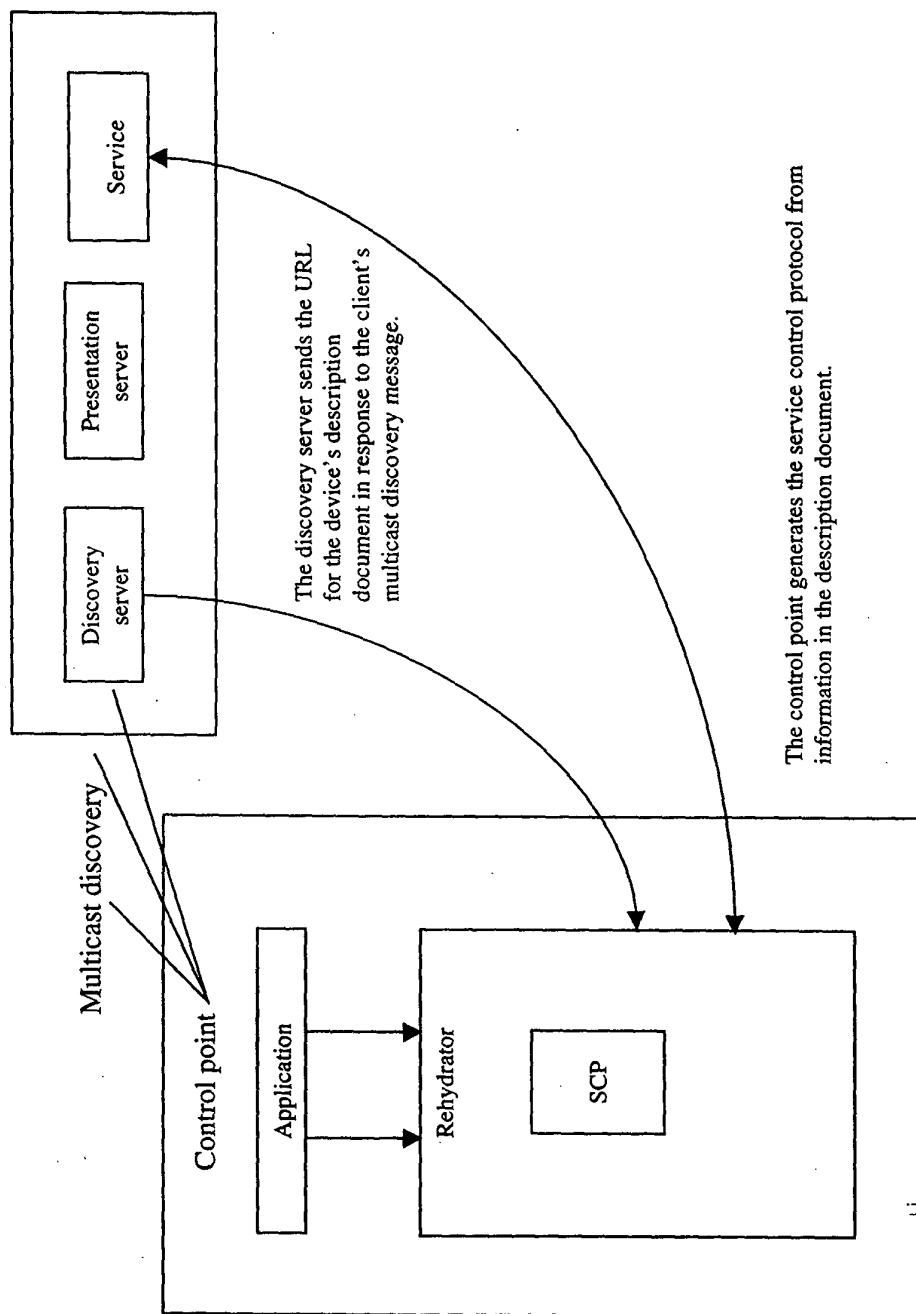 Multicast discovery
Control point
Application
Rehydrator
SCP
Discovery
server
Presentation
server
Service
The discovery server sends the URL
for the device's description
document in response to the client's
multicast discovery message.
The control point generates the service control protocol from
information in the description document.